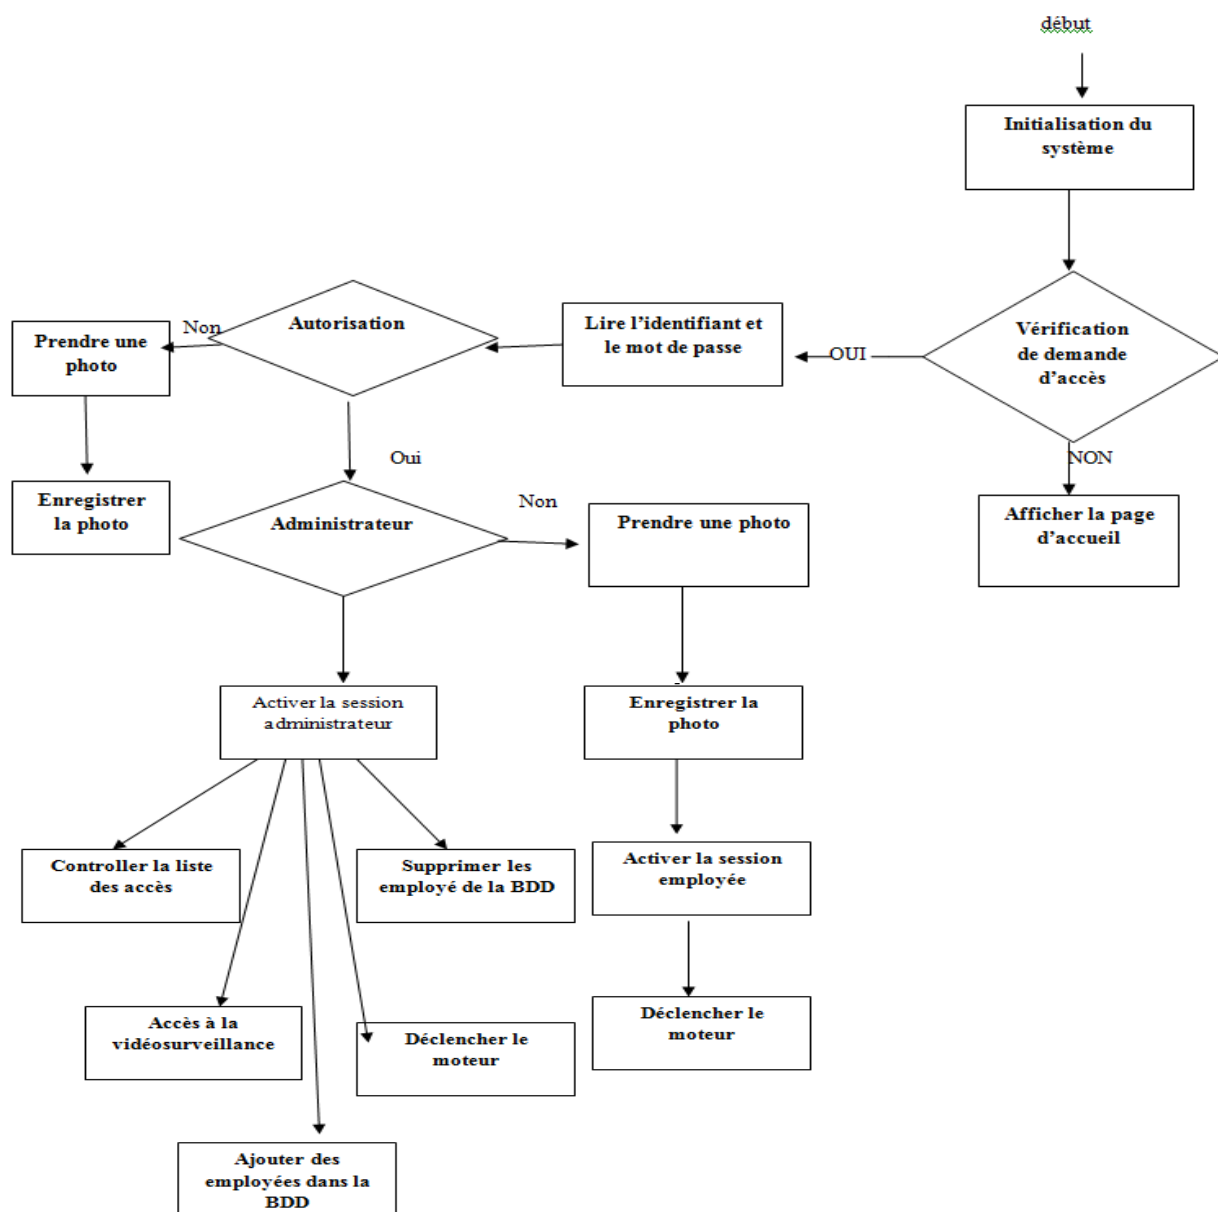 début
Initialisation du
système
Vérification
de demande
d'accès
OUI
NON
Afficher la page
d'accueil
Lire l'identifiant et
le mot de passe
Autorisation
Non
Prendre une
photo
Enregistrer
la photo
Oui
Administrateur
Non
Prendre une photo
Enregistrer la
photo
Activer la session
employée
Déclencher le
moteur
Activer la session
administrateur
Controller la liste
des accès
Supprimer les
employé de la BDD
Accès à la
vidéosurveillance
Déclencher le
moteur
Ajouter des
employées dans la
BDD